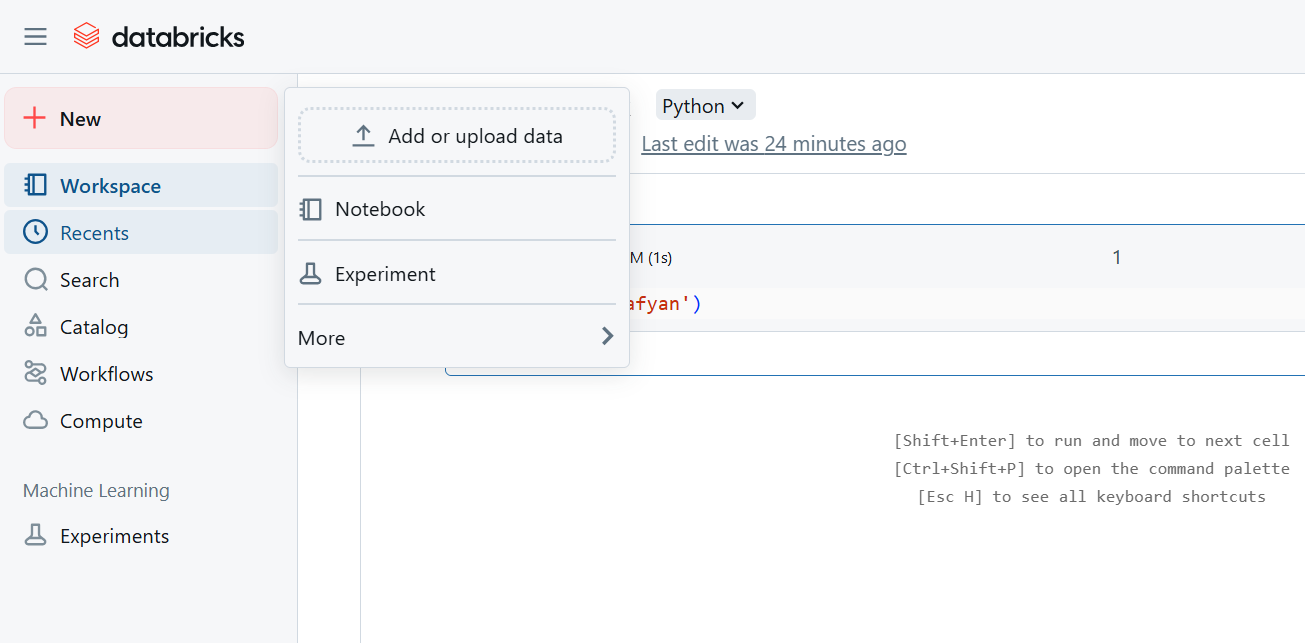 databricks
New
Workspace
Recents
Search
Catalog
Workflows
Compute
Machine Learning
Experiments
Add or upload data
Notebook
Experiment
More
Python
Last edit was 24 minutes ago
M (1s)
1
afyan')
[Shift+Enter] to run and move to next cell
[Ctrl+Shift+P] to open the command palette
[Esc H] to see all keyboard shortcuts